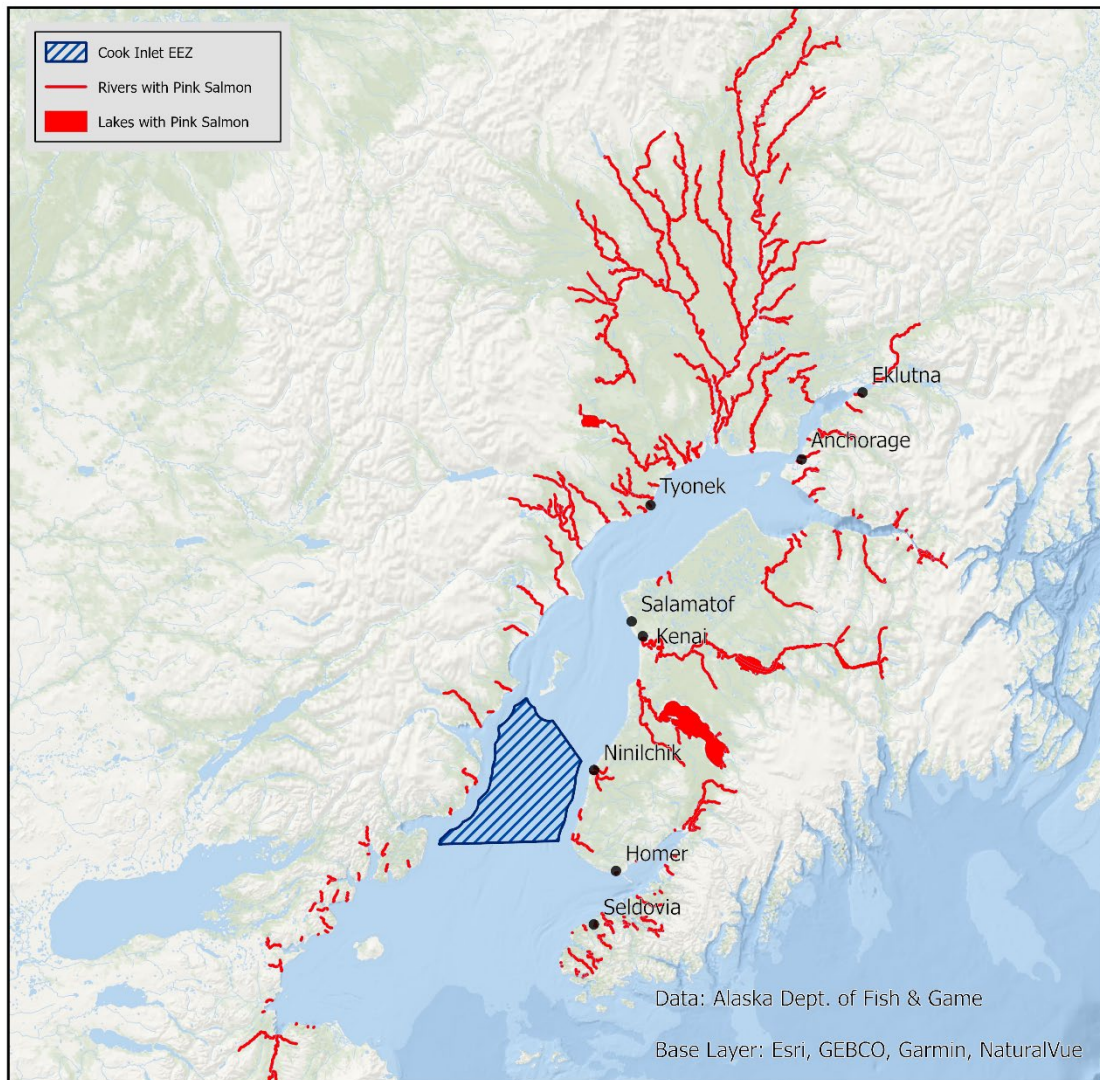 Cook Inlet EEZ
Rivers with Pink Salmon
Lakes with Pink Salmon
Eklutna
Anchorage
Tyonek
Salamatof
Kenai
Ninilchik
Homer
Seldovia
Data: Alaska Dept. of Fish & Game
Base Layer: Esri, GEBCO, Garmin, NaturalVue